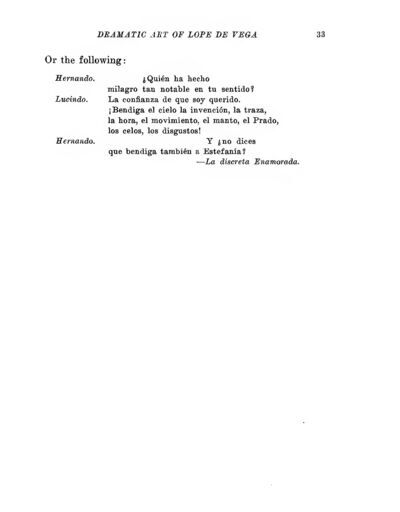 DRAMATIC ART OF LOPE DE VEGA 33
Or the following:
Hernando. ¿Quién ha hecho
milagro tan notable en tu sentido?
Lucindo. La confianza de que soy querido.
¡Bendiga el cielo la invención, la traza,
la hora, el movimiento, el manto, el Prado,
los celos, los disgustos!
Hernando. Y ¿no dices
que bendiga también a Estefanía?
—La discreta Enamorada.